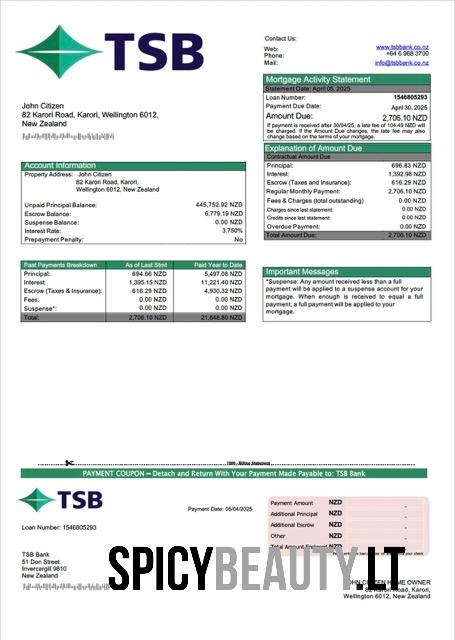 TSB
Contact Us:
Web: www.tsbbank.co.nz
Phone: +64 6 968 3700
Mail: info@tsbbank.co.nz
Mortgage Activity Statement
Statement Date: April 05, 2025
Loan Number: 1546805293
Payment Due Date: April 30, 2025
Amount Due: 2,706.10 NZD
If payment is received after 30/04/25, a late fee of 104.49 NZD will
be charged. If the Amount Due changes, the late fee may also
change based on the terms of your mortgage.
John Citizen
82 Karori Road, Karori, Wellington 6012,
New Zealand
Explanation of Amount Due
Contractual Amount Due
Principal: 696.83 NZD
Interest: 1,392.98 NZD
Escrow (Taxes and Insurance): 616.29 NZD
Regular Monthly Payment: 2,706.10 NZD
Fees & Charges (total outstanding) 0.00 NZD
Charges since last statement: 0.00 NZD
Credits since last statement: 0.00 NZD
Overdue Payment: 0.00 NZD
Total Amount Due: 2,706.10 NZD
Account Information
Property Address: John Citizen
82 Karori Road, Karori,
Wellington 6012, New Zealand
Unpaid Principal Balance: 445,752.92 NZD
Escrow Balance: 6,779.19 NZD
Suspense Balance: 0.00 NZD
Interest Rate: 3.750%
Prepayment Penalty: No
Past Payments Breakdown As of Last Stmt Paid Year to Date
Principal: 694.66 NZD 5,497.08 NZD
Interest: 1,395.15 NZD 11,221.40 NZD
Escrow (Taxes & Insurance): 616.29 NZD 4,930.32 NZD
Fees: 0.00 NZD 0.00 NZD
Suspense*: 0.00 NZD 0.00 NZD
Total: 2,706.10 NZD 21,648.80 NZD
Important Messages
*Suspense: Any amount received less than a full
payment will be applied to a suspense account for your
mortgage. When enough is received to equal a full
payment, a full payment will be applied to your
mortgage.
PAYMENT COUPON – Detach and Return With Your Payment Made Payable to: TSB Bank
TSB
Payment Date: 05/04/2025
Loan Number: 1546805293
Payment Amount NZD -
Additional Principal NZD -
Additional Escrow NZD -
Other NZD -
Total Amount Enclosed NZD
TSB Bank
51 Don Street
Invercargill 9810
New Zealand
SPICYBEAUTY.LT
JOHN CITIZEN HOME OWNER
82 Karori Road, Karori,
Wellington 6012, New Zealand